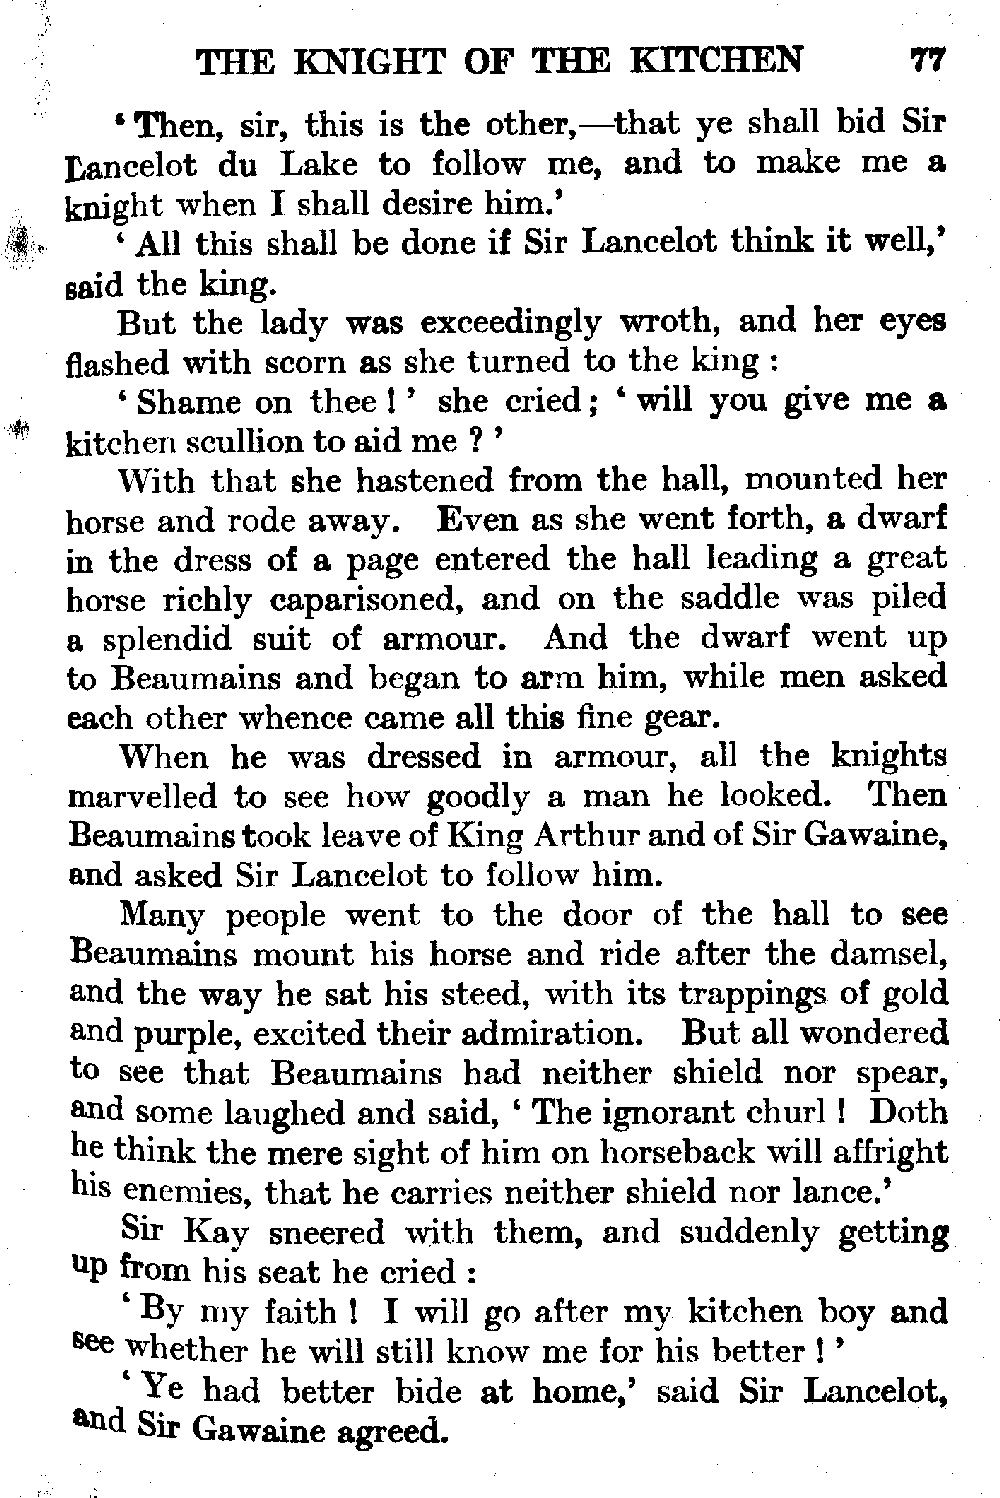 THE KNIGHT OF THE KITCHEN 77
‘ Then, sir, this is the other,—that ye shall bid Sir
Lancelot du Lake to follow me, and to make me a
knight when I shall desire him.’
‘ All this shall be done if Sir Lancelot think it well,’
said the king.
But the lady was exceedingly wroth, and her eyes
flashed with scorn as she turned to the king :
‘ Shame on thee ! ’ she cried ; ‘ will you give me a
kitchen scullion to aid me ? ’
With that she hastened from the hall, mounted her
horse and rode away. Even as she went forth, a dwarf
in the dress of a page entered the hall leading a great
horse richly caparisoned, and on the saddle was piled
a splendid suit of armour. And the dwarf went up
to Beaumains and began to arm him, while men asked
each other whence came all this fine gear.
When he was dressed in armour, all the knights
marvelled to see how goodly a man he looked. Then
Beaumains took leave of King Arthur and of Sir Gawaine,
and asked Sir Lancelot to follow him.
Many people went to the door of the hall to see
Beaumains mount his horse and ride after the damsel,
and the way he sat his steed, with its trappings of gold
and purple, excited their admiration. But all wondered
to see that Beaumains had neither shield nor spear,
and some laughed and said, ‘ The ignorant churl ! Doth
he think the mere sight of him on horseback will affright
his enemies, that he carries neither shield nor lance.’
Sir Kay sneered with them, and suddenly getting
up from his seat he cried :
‘ By my faith ! I will go after my kitchen boy and
see whether he will still know me for his better ! ’
‘ Ye had better bide at home,’ said Sir Lancelot,
and Sir Gawaine agreed.